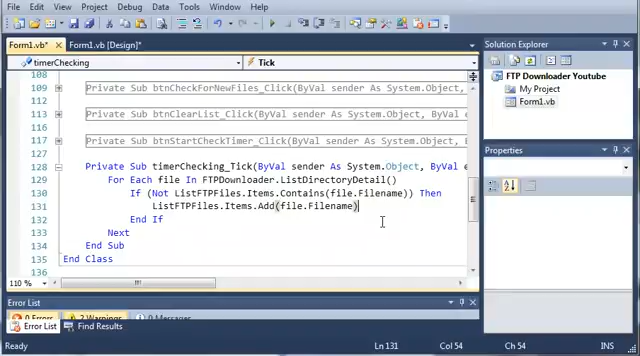 File Edit View Project Build Debug Data Tools Window Help
Form1.vb* Form1.vb [Design]*
timerChecking Tick
108
109 Private Sub btnCheckForNewFiles_Click(ByVal sender As System.Object,
113 Private Sub btnClearList_Click(ByVal sender As System.Object, ByVal e
117 Private Sub btnStartCheckTimer_Click(ByVal sender As System.Object,
127
128 Private Sub timerChecking_Tick(ByVal sender As System.Object, ByVal e
129 For Each file In FTPDownloader.ListDirectoryDetail()
130 If (Not ListFTPFiles.Items.Contains(file.Filename)) Then
131 ListFTPFiles.Items.Add(file.Filename)
132 End If
133 Next
134 End Sub
135 End Class
136
110 %
Error List
0 Errors 2 Warnings 0 Messages
Error List Find Results
Ready Ln 131 Col 54 Ch 54 INS
Solution Explorer
FTP Downloader Youtube
My Project
Form1.vb
Properties